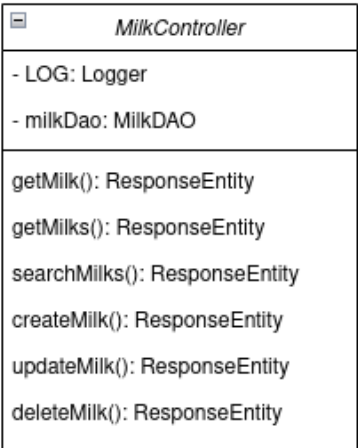 MilkController
- LOG: Logger
- milkDao: MilkDAO
getMilk(): ResponseEntity
getMilks(): ResponseEntity
searchMilks(): ResponseEntity
createMilk(): ResponseEntity
updateMilk(): ResponseEntity
deleteMilk(): ResponseEntity